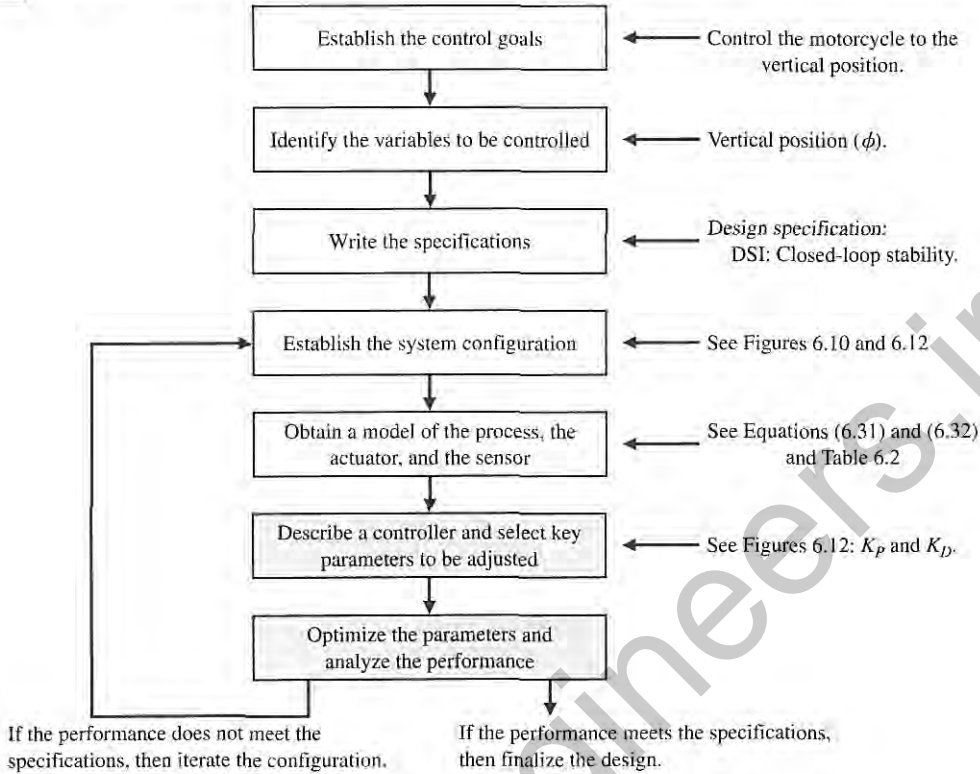 Establish the control goals
Control the motorcycle to the
vertical position.
Identify the variables to be controlled
Vertical position (ϕ).
Write the specifications
Design specification:
DSI: Closed-loop stability.
Establish the system configuration
See Figures 6.10 and 6.12
Obtain a model of the process, the
actuator, and the sensor
See Equations (6.31) and (6.32)
and Table 6.2
Describe a controller and select key
parameters to be adjusted
See Figures 6.12: K_P and K_D.
Optimize the parameters and
analyze the performance
If the performance does not meet the
specifications, then iterate the configuration.
If the performance meets the specifications,
then finalize the design.